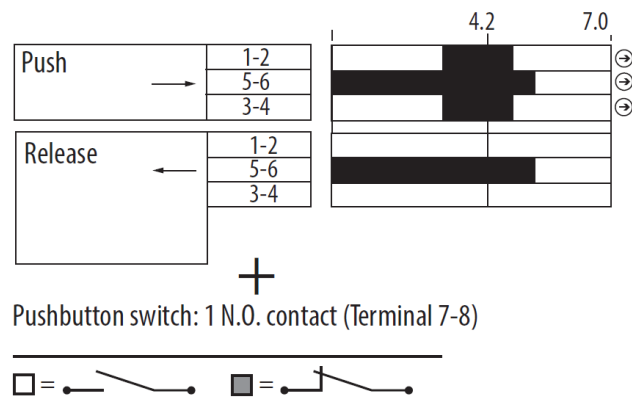 4.2 7.0
Push 1-2
5-6
3-4
Release 1-2
5-6
3-4
+
Pushbutton switch: 1 N.O. contact (Terminal 7-8)
= =